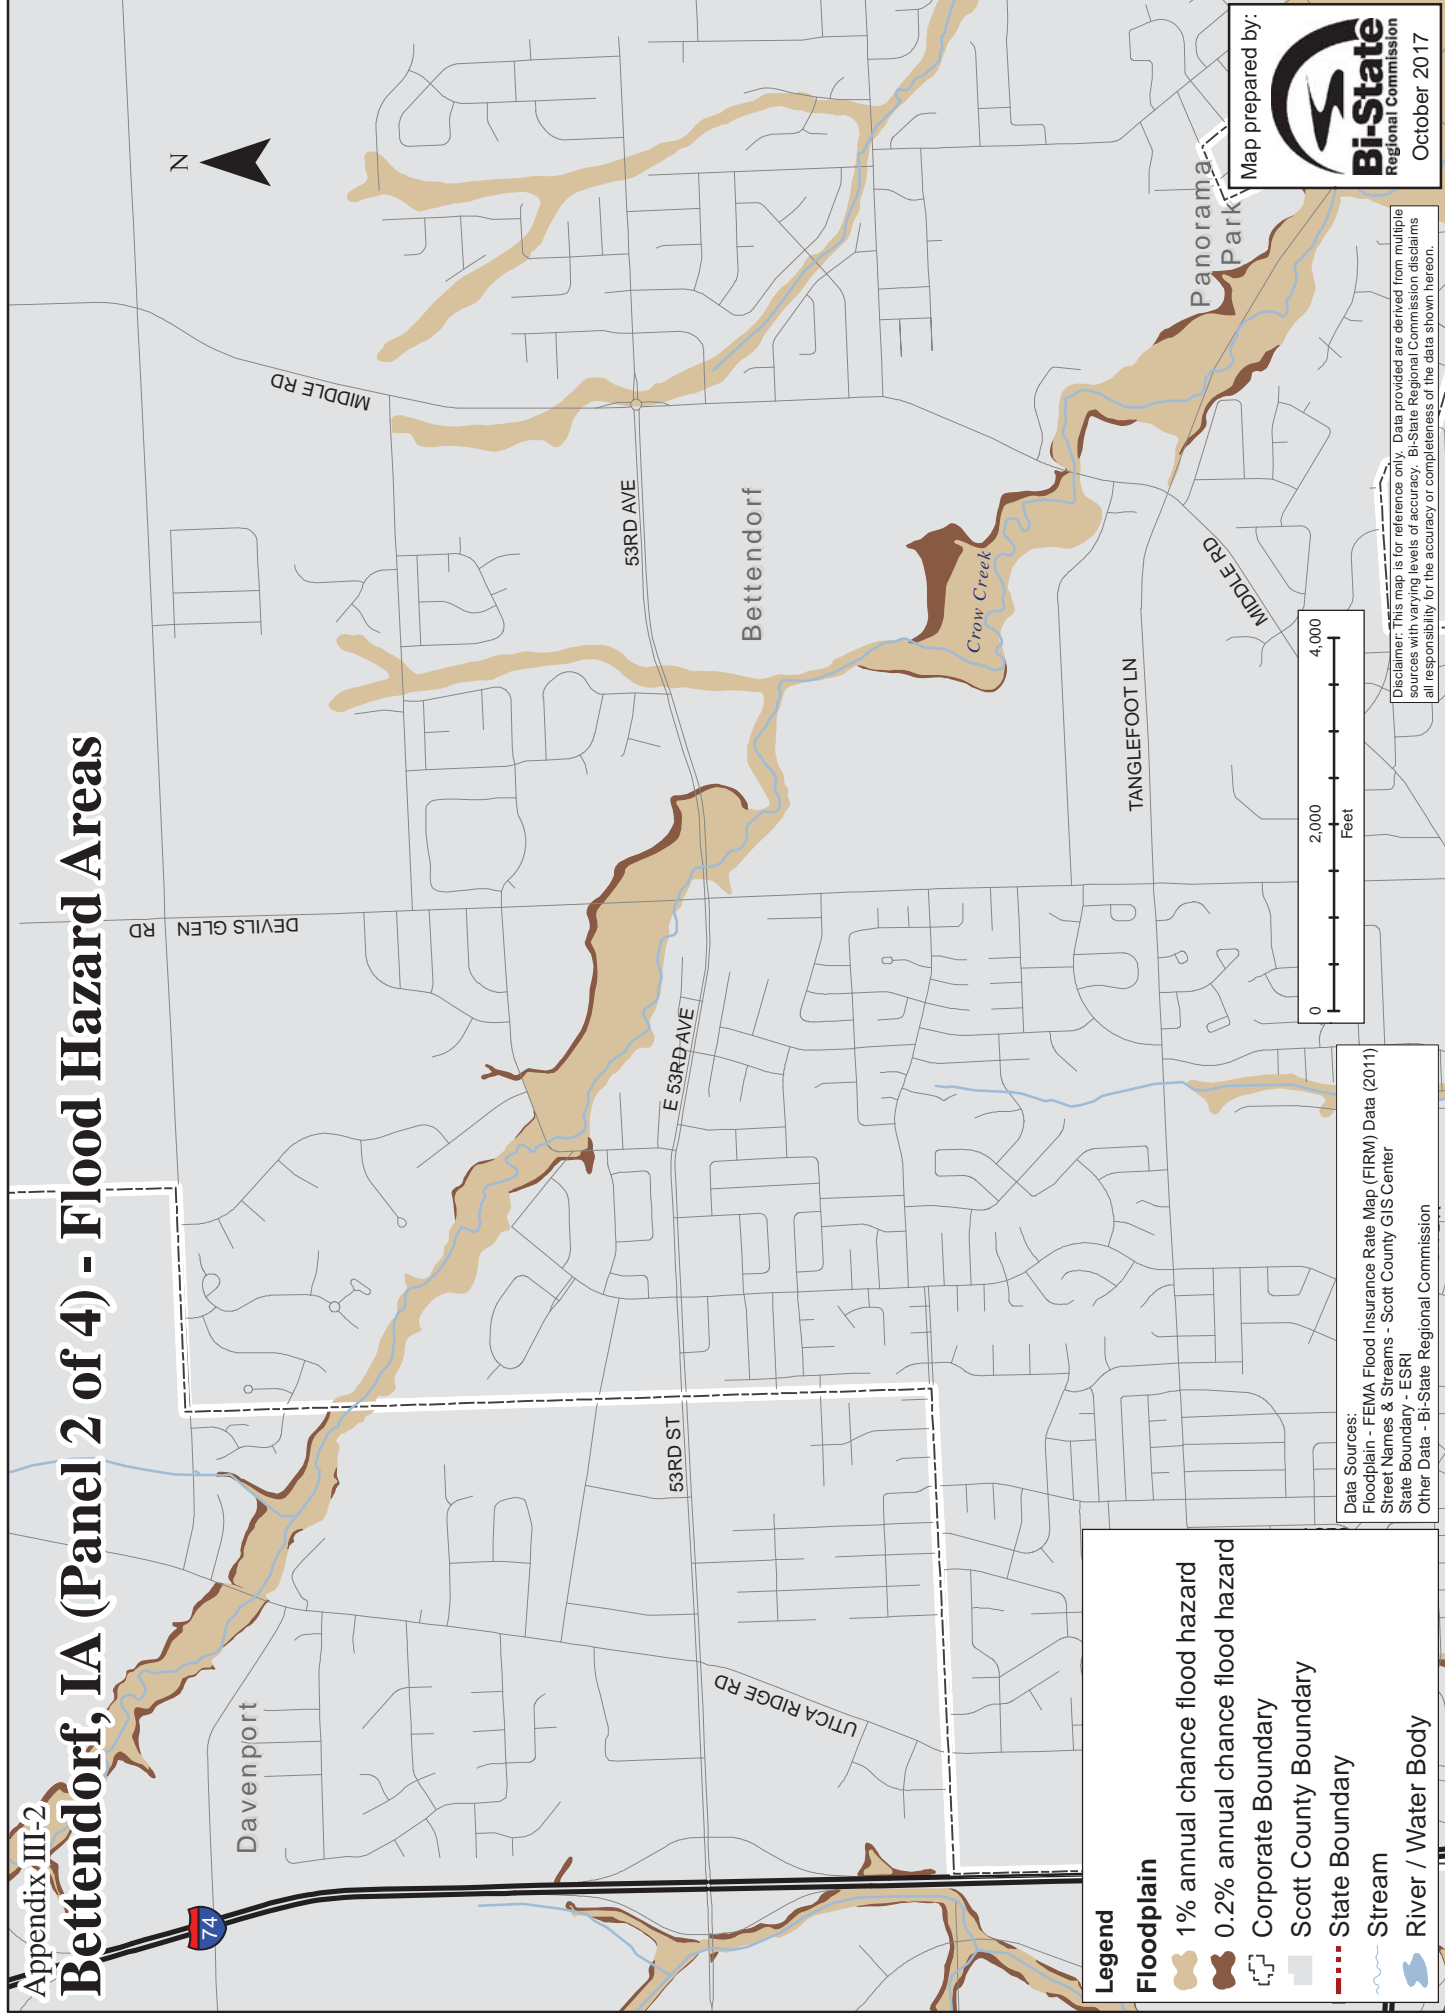 Appendix III-2
Bettendorf, IA (Panel 2 of 4) - Flood Hazard Areas
N
74
Davenport
UTICA RIDGE RD
53RD ST
E 53RD AVE
DEVILS GLEN
RD
53RD AVE
MIDDLE RD
Bettendorf
Crow Creek
TANGLEFOOT LN
MIDDLE RD
Panorama
Park
Legend
Floodplain
1% annual chance flood hazard
0.2% annual chance flood hazard
Corporate Boundary
Scott County Boundary
State Boundary
Stream
River / Water Body
Data Sources:
Floodplain - FEMA Flood Insurance Rate Map (FIRM) Data (2011)
Street Names & Streams - Scott County GIS Center
State Boundary - ESRI
Other Data - Bi-State Regional Commission
0 2,000 4,000
Feet
Disclaimer: This map is for reference only. Data provided are derived from multiple
sources with varying levels of accuracy. Bi-State Regional Commission disclaims
all responsibility for the accuracy or completeness of the data shown hereon.
Map prepared by:
Bi-State
Regional Commission
October 2017